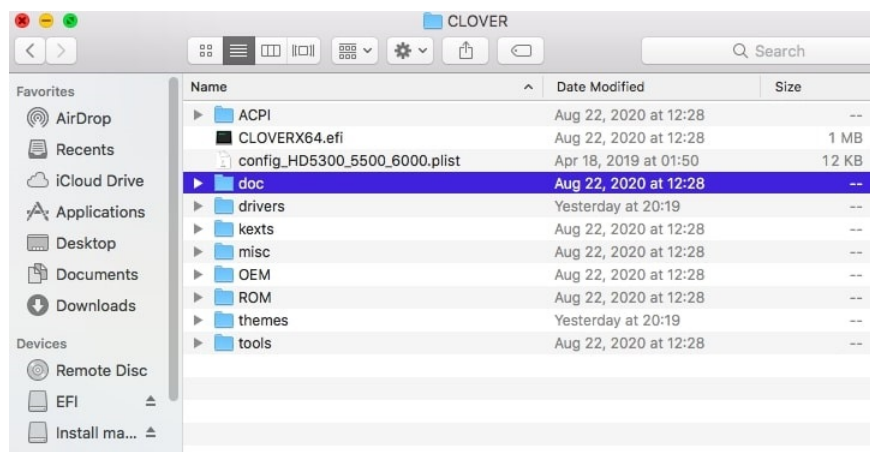 CLOVER
Search
Favorites
AirDrop
Recents
iCloud Drive
Applications
Desktop
Documents
Downloads
Devices
Remote Disc
EFI
Install ma...
Name Date Modified Size
ACPI Aug 22, 2020 at 12:28 --
CLOVERX64.efi Aug 22, 2020 at 12:28 1 MB
config_HD5300_5500_6000.plist Apr 18, 2019 at 01:50 12 KB
doc Aug 22, 2020 at 12:28 --
drivers Yesterday at 20:19 --
kexts Aug 22, 2020 at 12:28 --
misc Aug 22, 2020 at 12:28 --
OEM Aug 22, 2020 at 12:28 --
ROM Aug 22, 2020 at 12:28 --
themes Yesterday at 20:19 --
tools Aug 22, 2020 at 12:28 --